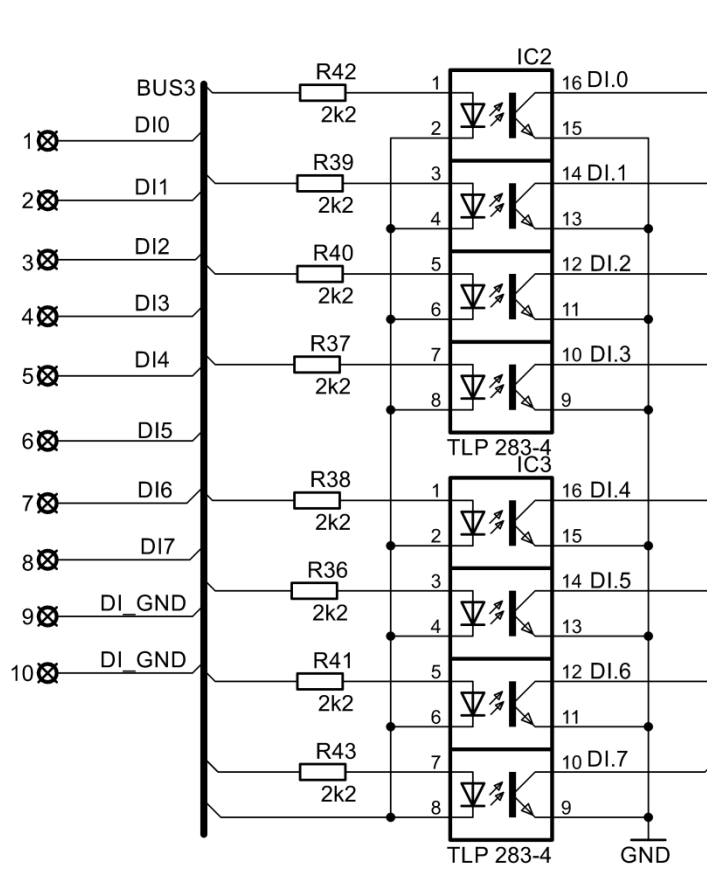 IC2
R42
BUS3
1
16 DI.0
2k2
DI0
1
2
15
R39
3
14 DI.1
DI1
2
2k2
4
13
R40
DI2
3
5
12 DI.2
2k2
DI3
4
6
11
R37
DI4
5
7
10 DI.3
2k2
8
9
DI5
6
TLP 283-4
IC3
R38
DI6
7
1
16 DI.4
2k2
DI7
8
2
15
R36
3
14 DI.5
DI_GND
9
2k2
4
13
DI_GND
10
R41
5
12 DI.6
2k2
6
11
R43
7
10 DI.7
2k2
8
9
TLP 283-4
GND